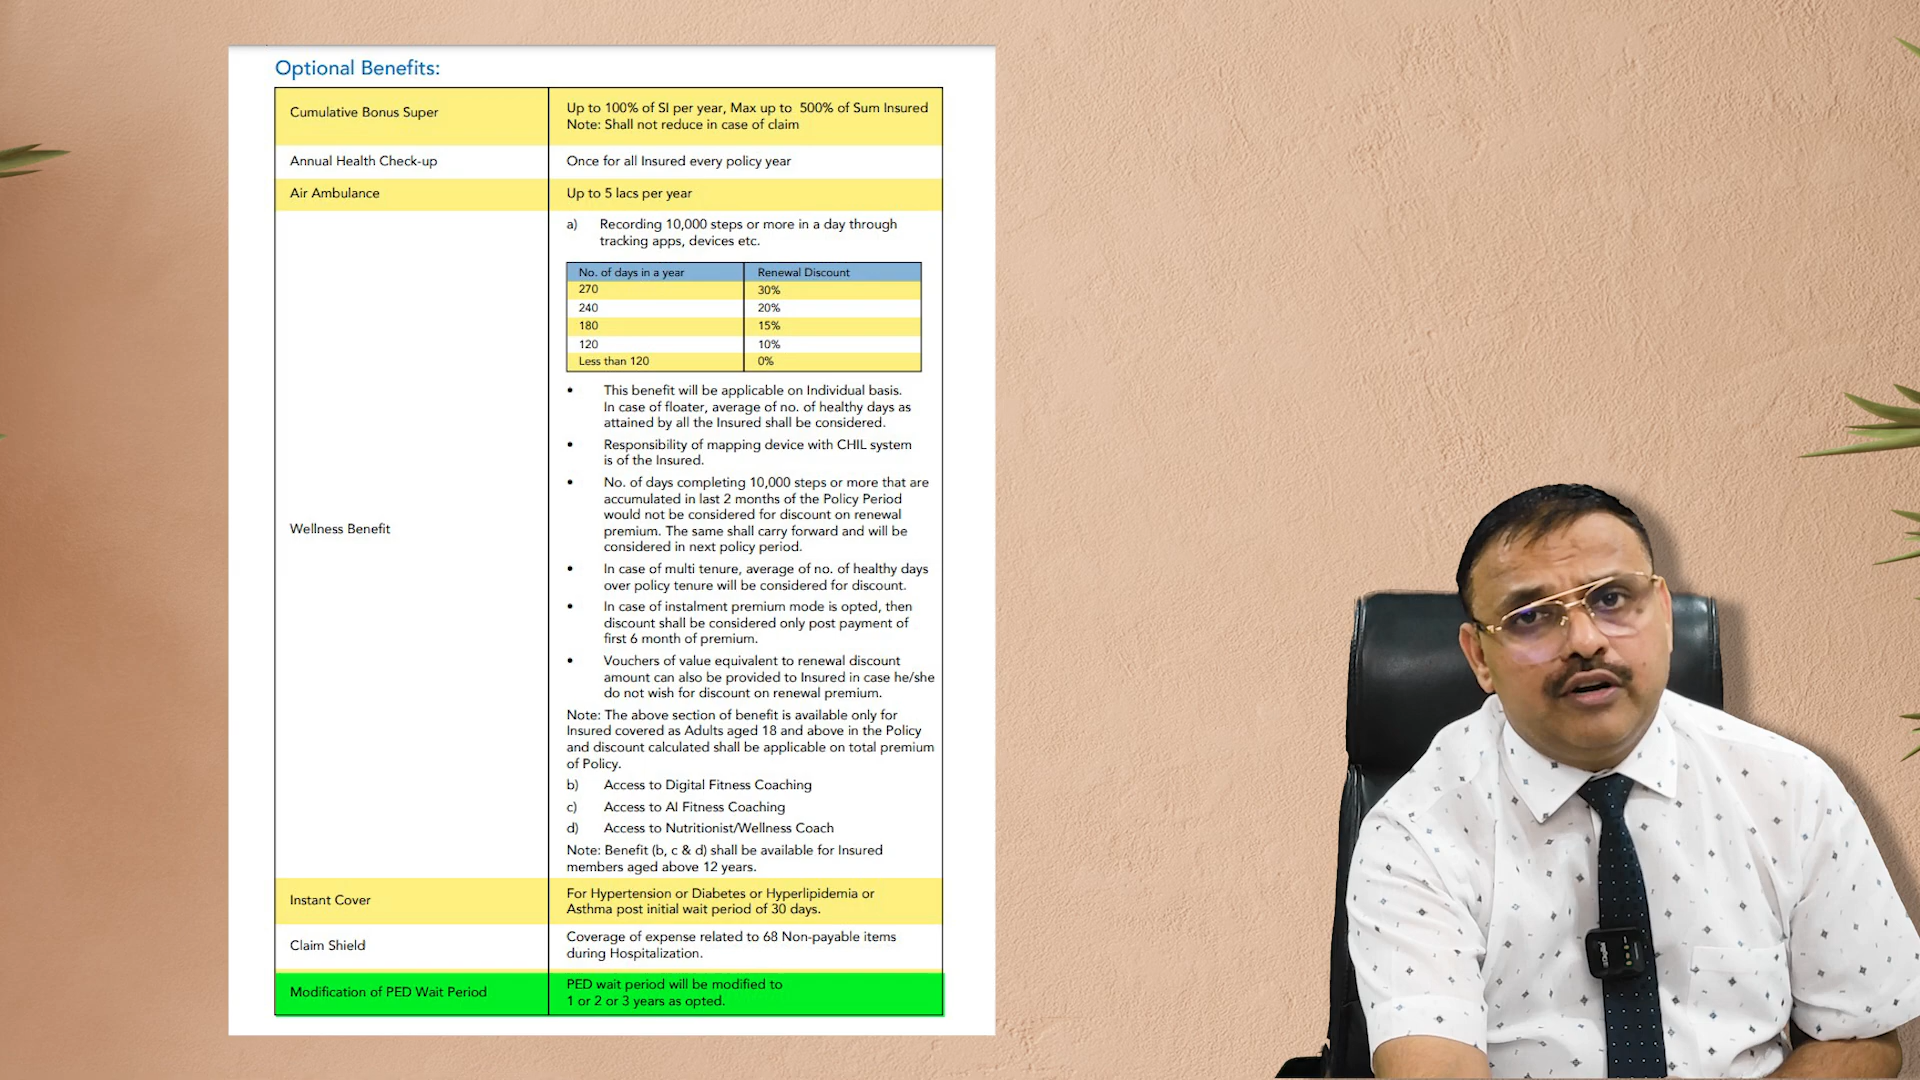 Optional Benefits:
Cumulative Bonus Super
Up to 100% of SI per year, Max up to 500% of Sum Insured
Note: Shall not reduce in case of claim
Annual Health Check-up
Once for all Insured every policy year
Air Ambulance
Up to 5 lacs per year
Wellness Benefit
a) Recording 10,000 steps or more in a day through
tracking apps, devices etc.
No. of days in a year Renewal Discount
270 30%
240 20%
180 15%
120 10%
Less than 120 0%
• This benefit will be applicable on Individual basis.
In case of floater, average of no. of healthy days as
attained by all the Insured shall be considered.
• Responsibility of mapping device with CHIL system
is of the Insured.
• No. of days completing 10,000 steps or more that are
accumulated in last 2 months of the Policy Period
would not be considered for discount on renewal
premium. The same shall carry forward and will be
considered in next policy period.
• In case of multi tenure, average of no. of healthy days
over policy tenure will be considered for discount.
• In case of instalment premium mode is opted, then
discount shall be considered only post payment of
first 6 month of premium.
• Vouchers of value equivalent to renewal discount
amount can also be provided to Insured in case he/she
do not wish for discount on renewal premium.
Note: The above section of benefit is available only for
Insured covered as Adults aged 18 and above in the Policy
and discount calculated shall be applicable on total premium
of Policy.
b) Access to Digital Fitness Coaching
c) Access to AI Fitness Coaching
d) Access to Nutritionist/Wellness Coach
Note: Benefit (b, c & d) shall be available for Insured
members aged above 12 years.
Instant Cover
For Hypertension or Diabetes or Hyperlipidemia or
Asthma post initial wait period of 30 days.
Claim Shield
Coverage of expense related to 68 Non-payable items
during Hospitalization.
Modification of PED Wait Period
PED wait period will be modified to
1 or 2 or 3 years as opted.